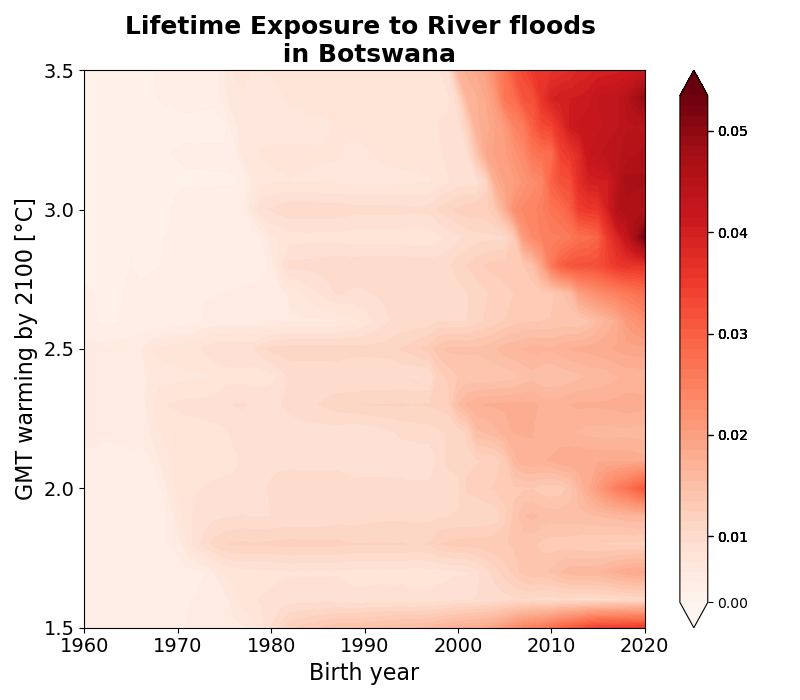 Lifetime Exposure to River floods
in Botswana
3.5
3.0
2.5
2.0
1.5
GMT warming by 2100 [°C]
1960 1970 1980 1990 2000 2010 2020
Birth year
0.05
0.04
0.03
0.02
0.01
0.00